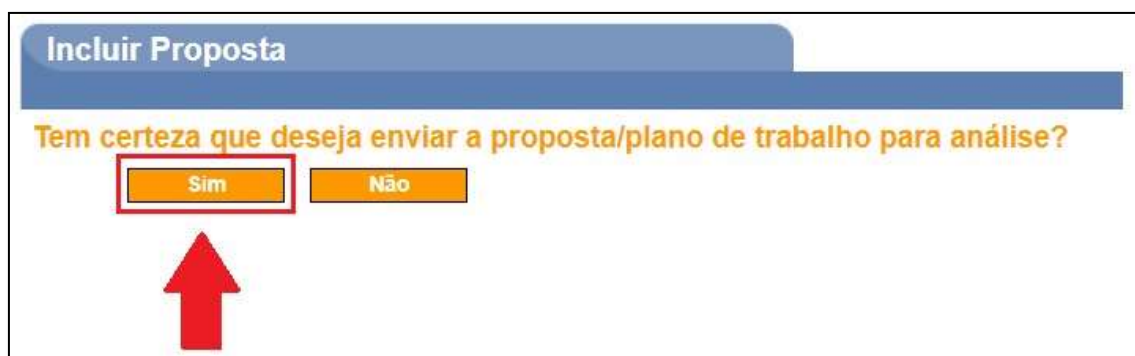 Incluir Proposta
Tem certeza que deseja enviar a proposta/plano de trabalho para análise?
Sim Não